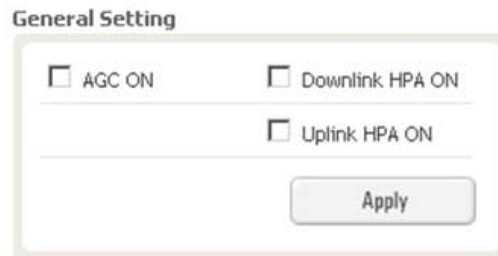 General Setting
AGC ON Downlink HPA ON
Uplink HPA ON
Apply